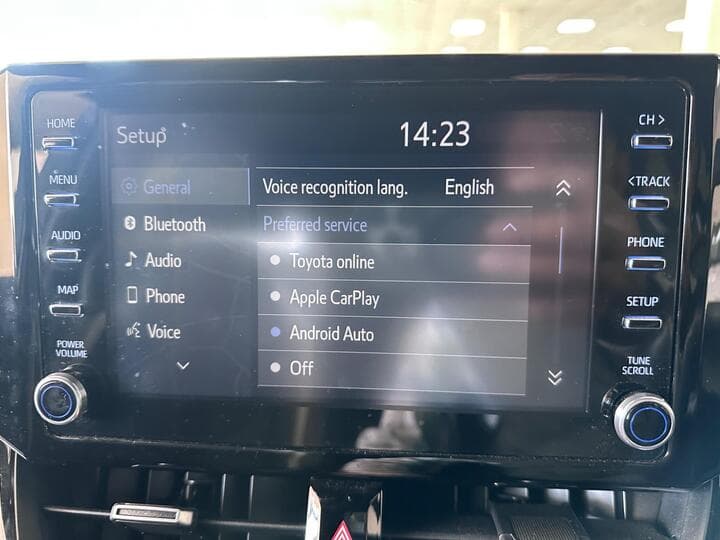 HOME
MENU
AUDIO
MAP
POWER
VOLUME
Setup
14:23
General
Bluetooth
Audio
Phone
Voice
Voice recognition lang. English
Preferred service
Toyota online
Apple CarPlay
Android Auto
Off
CH >
< TRACK
PHONE
SETUP
TUNE
SCROLL